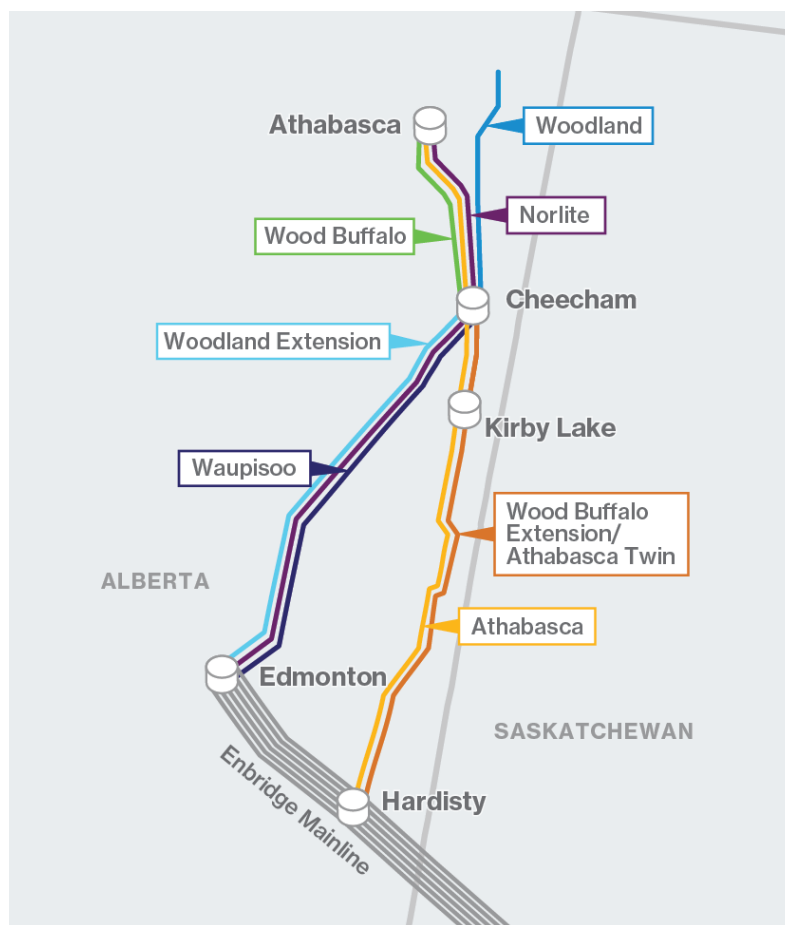 Athabasca
Woodland
Norlite
Wood Buffalo
Cheecham
Woodland Extension
Kirby Lake
Waupisoo
Wood Buffalo
Extension/
Athabasca Twin
ALBERTA
Athabasca
Edmonton
SASKATCHEWAN
Enbridge Mainline
Hardisty